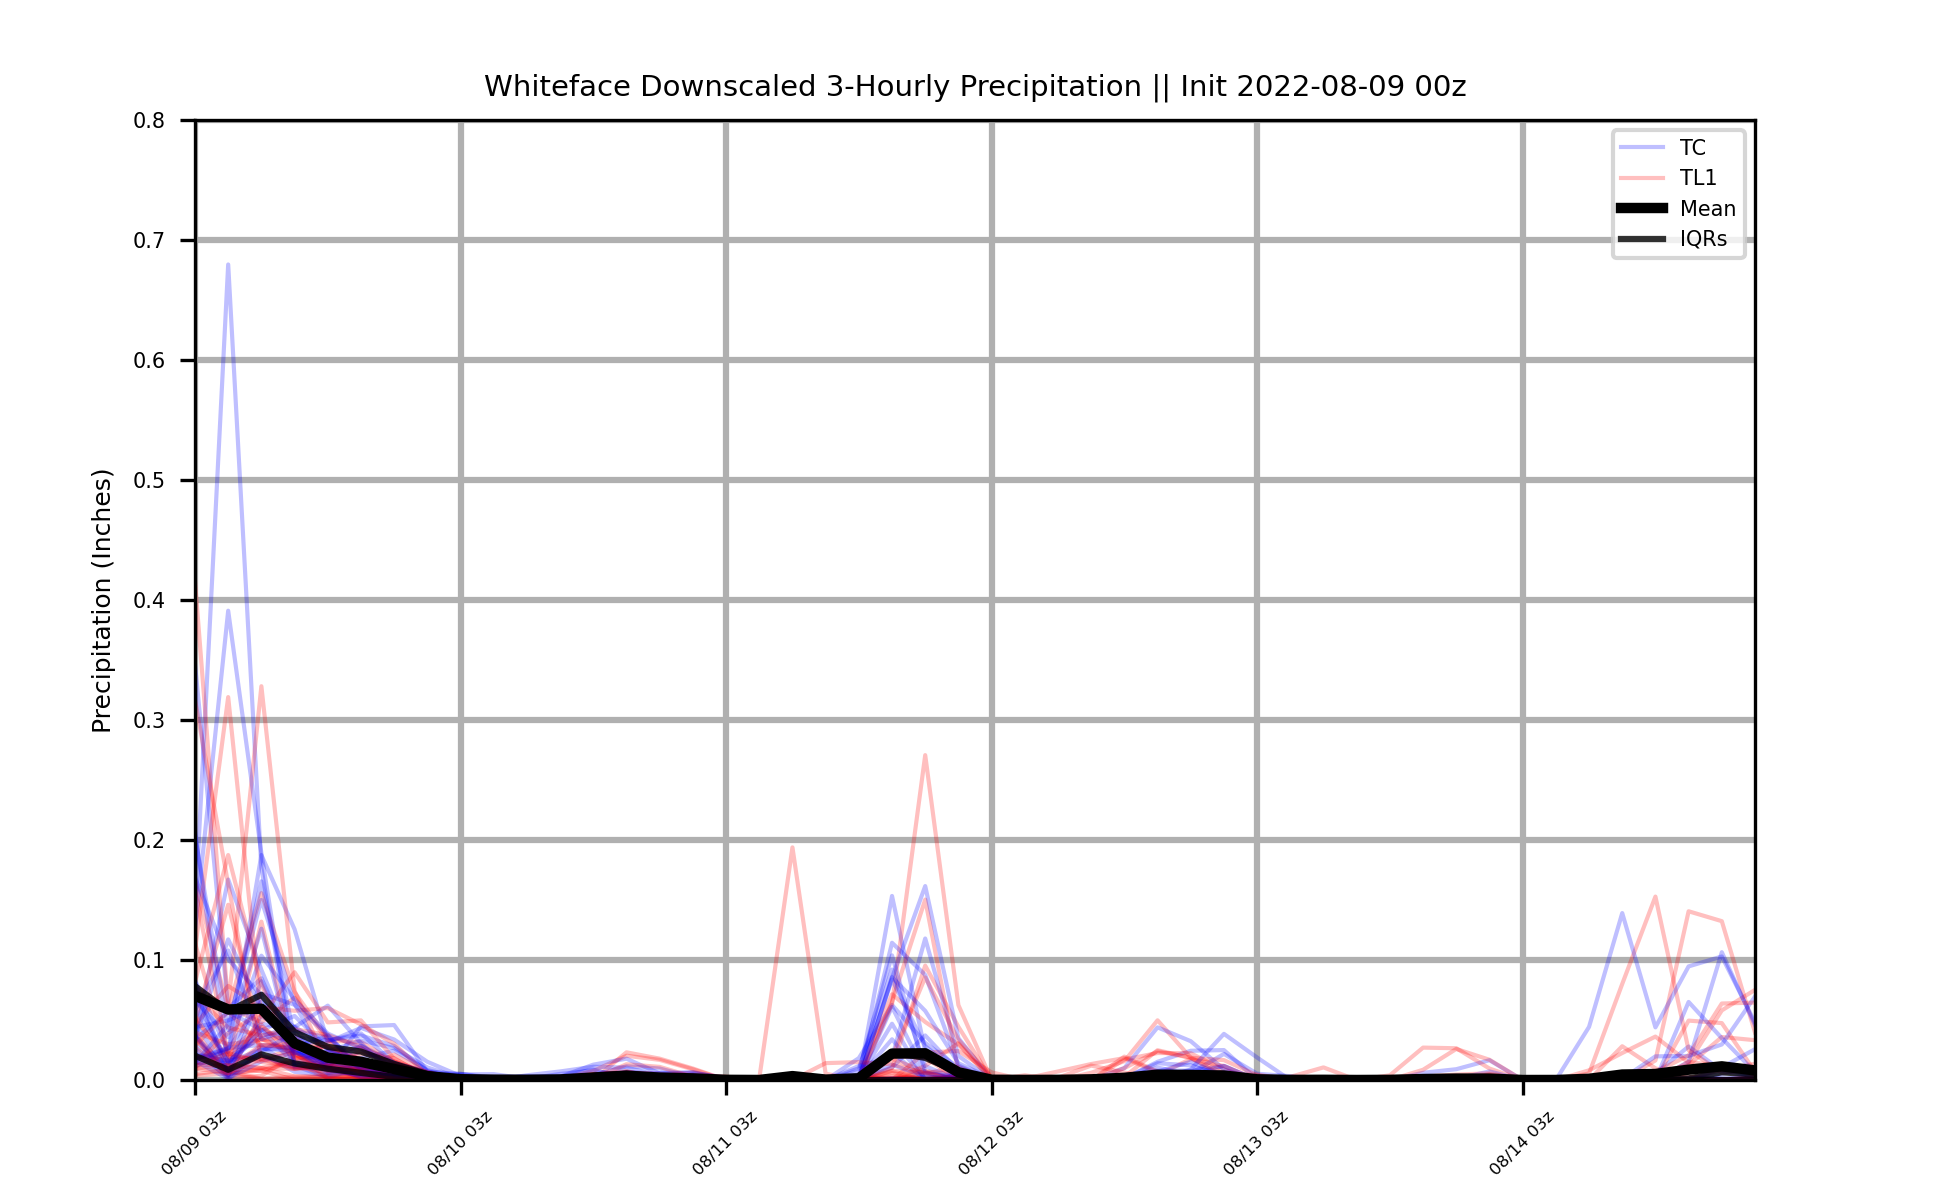 Whiteface Downscaled 3-Hourly Precipitation || Init 2022-08-09 00z
TC
TL1
Mean
IQRs
Precipitation (Inches)
0.8
0.7
0.6
0.5
0.4
0.3
0.2
0.1
0.0
08/09 03z
08/10 03z
08/11 03z
08/12 03z
08/13 03z
08/14 03z